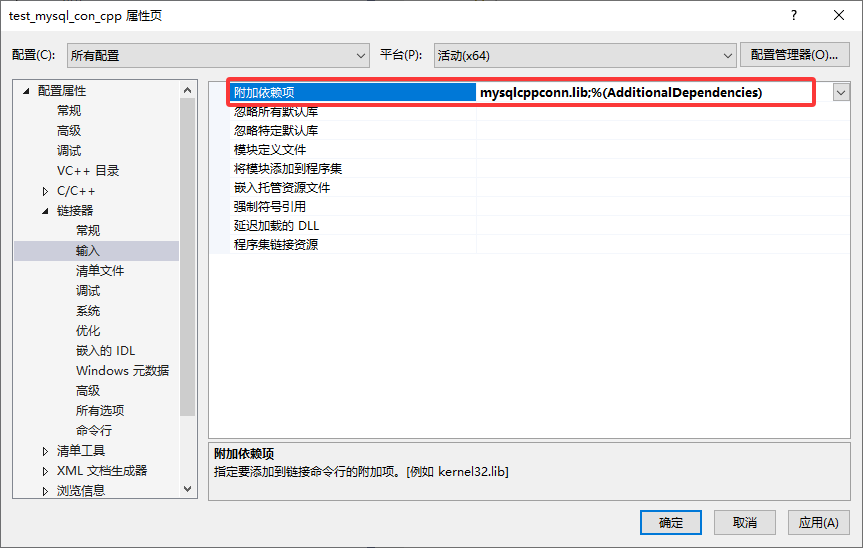 test_mysql_con_cpp 属性页
配置(C): 所有配置 平台(P): 活动(x64) 配置管理器(O)...
配置属性
常规
高级
调试
VC++ 目录
C/C++
链接器
常规
输入
清单文件
调试
系统
优化
嵌入的 IDL
Windows 元数据
高级
所有选项
命令行
清单工具
XML 文档生成器
浏览信息
附加依赖项 mysqlcppconn.lib;%(AdditionalDependencies)
忽略所有默认库
忽略特定默认库
模块定义文件
将模块添加到程序集
嵌入托管资源文件
强制符号引用
延迟加载的 DLL
程序集链接资源
附加依赖项
指定要添加到链接命令行的附加项。[例如 kernel32.lib]
确定 取消 应用(A)